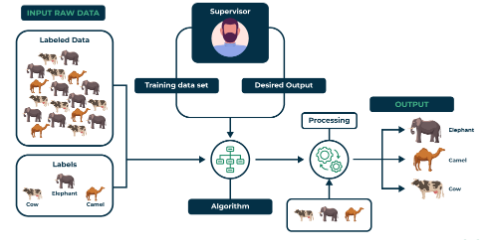 INPUT RAW DATA
Labeled Data
Labels
Elephant
Cow
Camel
Supervisor
Training data set
Desired Output
Algorithm
Processing
OUTPUT
Elephant
Camel
Cow